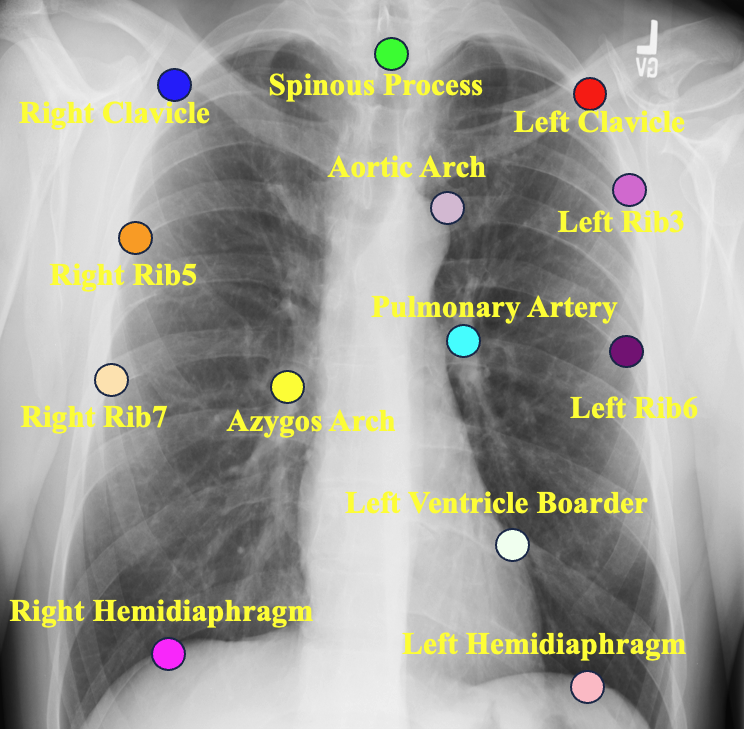 L
GV
Spinous Process
Right Clavicle
Left Clavicle
Aortic Arch
Left Rib3
Right Rib5
Pulmonary Artery
Left Rib6
Right Rib7
Azygos Arch
Left Ventricle Boarder
Right Hemidiaphragm
Left Hemidiaphragm